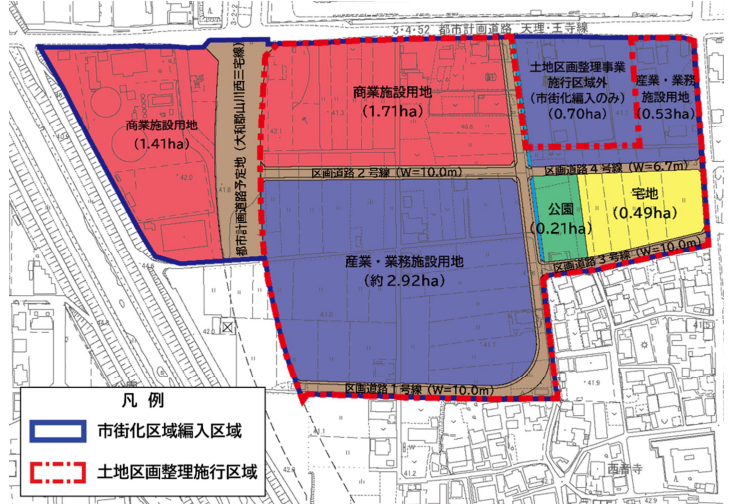 3・4・52 都市計画道路 天理・王寺線
商業施設用地
(1.41ha)
都市計画道路予定地(大和郡山川西三宅線)
商業施設用地
(1.71ha)
土地区画整理事業
施行区域外
(市街化編入のみ)
(0.70ha)
産業・業務
施設用地
(0.53ha)
区画道路2号線(W=10.0m)
区画道路4号線(W=6.7m)
公園
(0.21ha)
宅地
(0.49ha)
産業・業務施設用地
(約2.92ha)
区画道路3号線(W=10.0m)
区画道路1号線(W=10.0m)
凡例
市街化区域編入区域
土地区画整理施行区域
西音寺